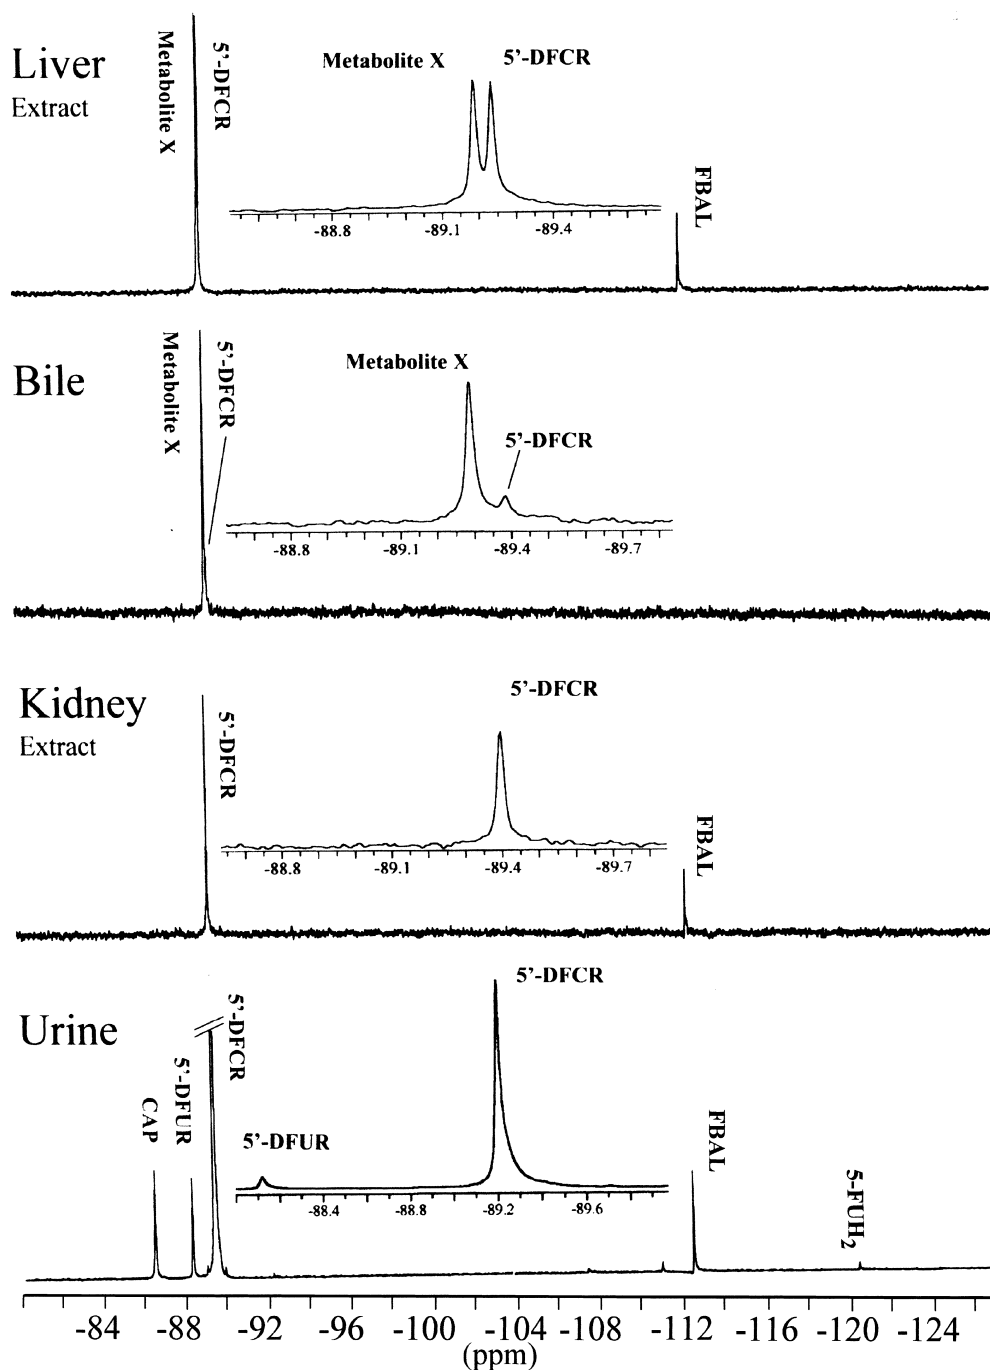 Liver
Extract
Metabolite X
5'-DFCR
Metabolite X
5'-DFCR
-88.8 -89.1 -89.4
FBAL
Bile
Metabolite X
5'-DFCR
Metabolite X
5'-DFCR
-88.8 -89.1 -89.4 -89.7
Kidney
Extract
5'-DFCR
5'-DFCR
-88.8 -89.1 -89.4 -89.7
FBAL
Urine
CAP
5'-DFUR
5'-DFCR
5'-DFUR
5'-DFCR
-88.4 -88.8 -89.2 -89.6
FBAL
5-FUH2
-84 -88 -92 -96 -100 -104 -108 -112 -116 -120 -124
(ppm)